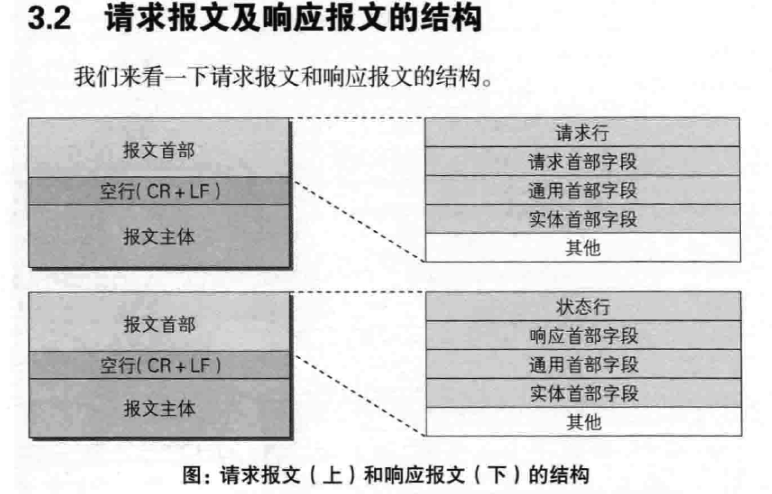 3.2 请求报文及响应报文的结构
我们来看一下请求报文和响应报文的结构。
报文首部
空行(CR+LF)
报文主体
请求行
请求首部字段
通用首部字段
实体首部字段
其他
报文首部
空行(CR+LF)
报文主体
状态行
响应首部字段
通用首部字段
实体首部字段
其他
图：请求报文（上）和响应报文（下）的结构